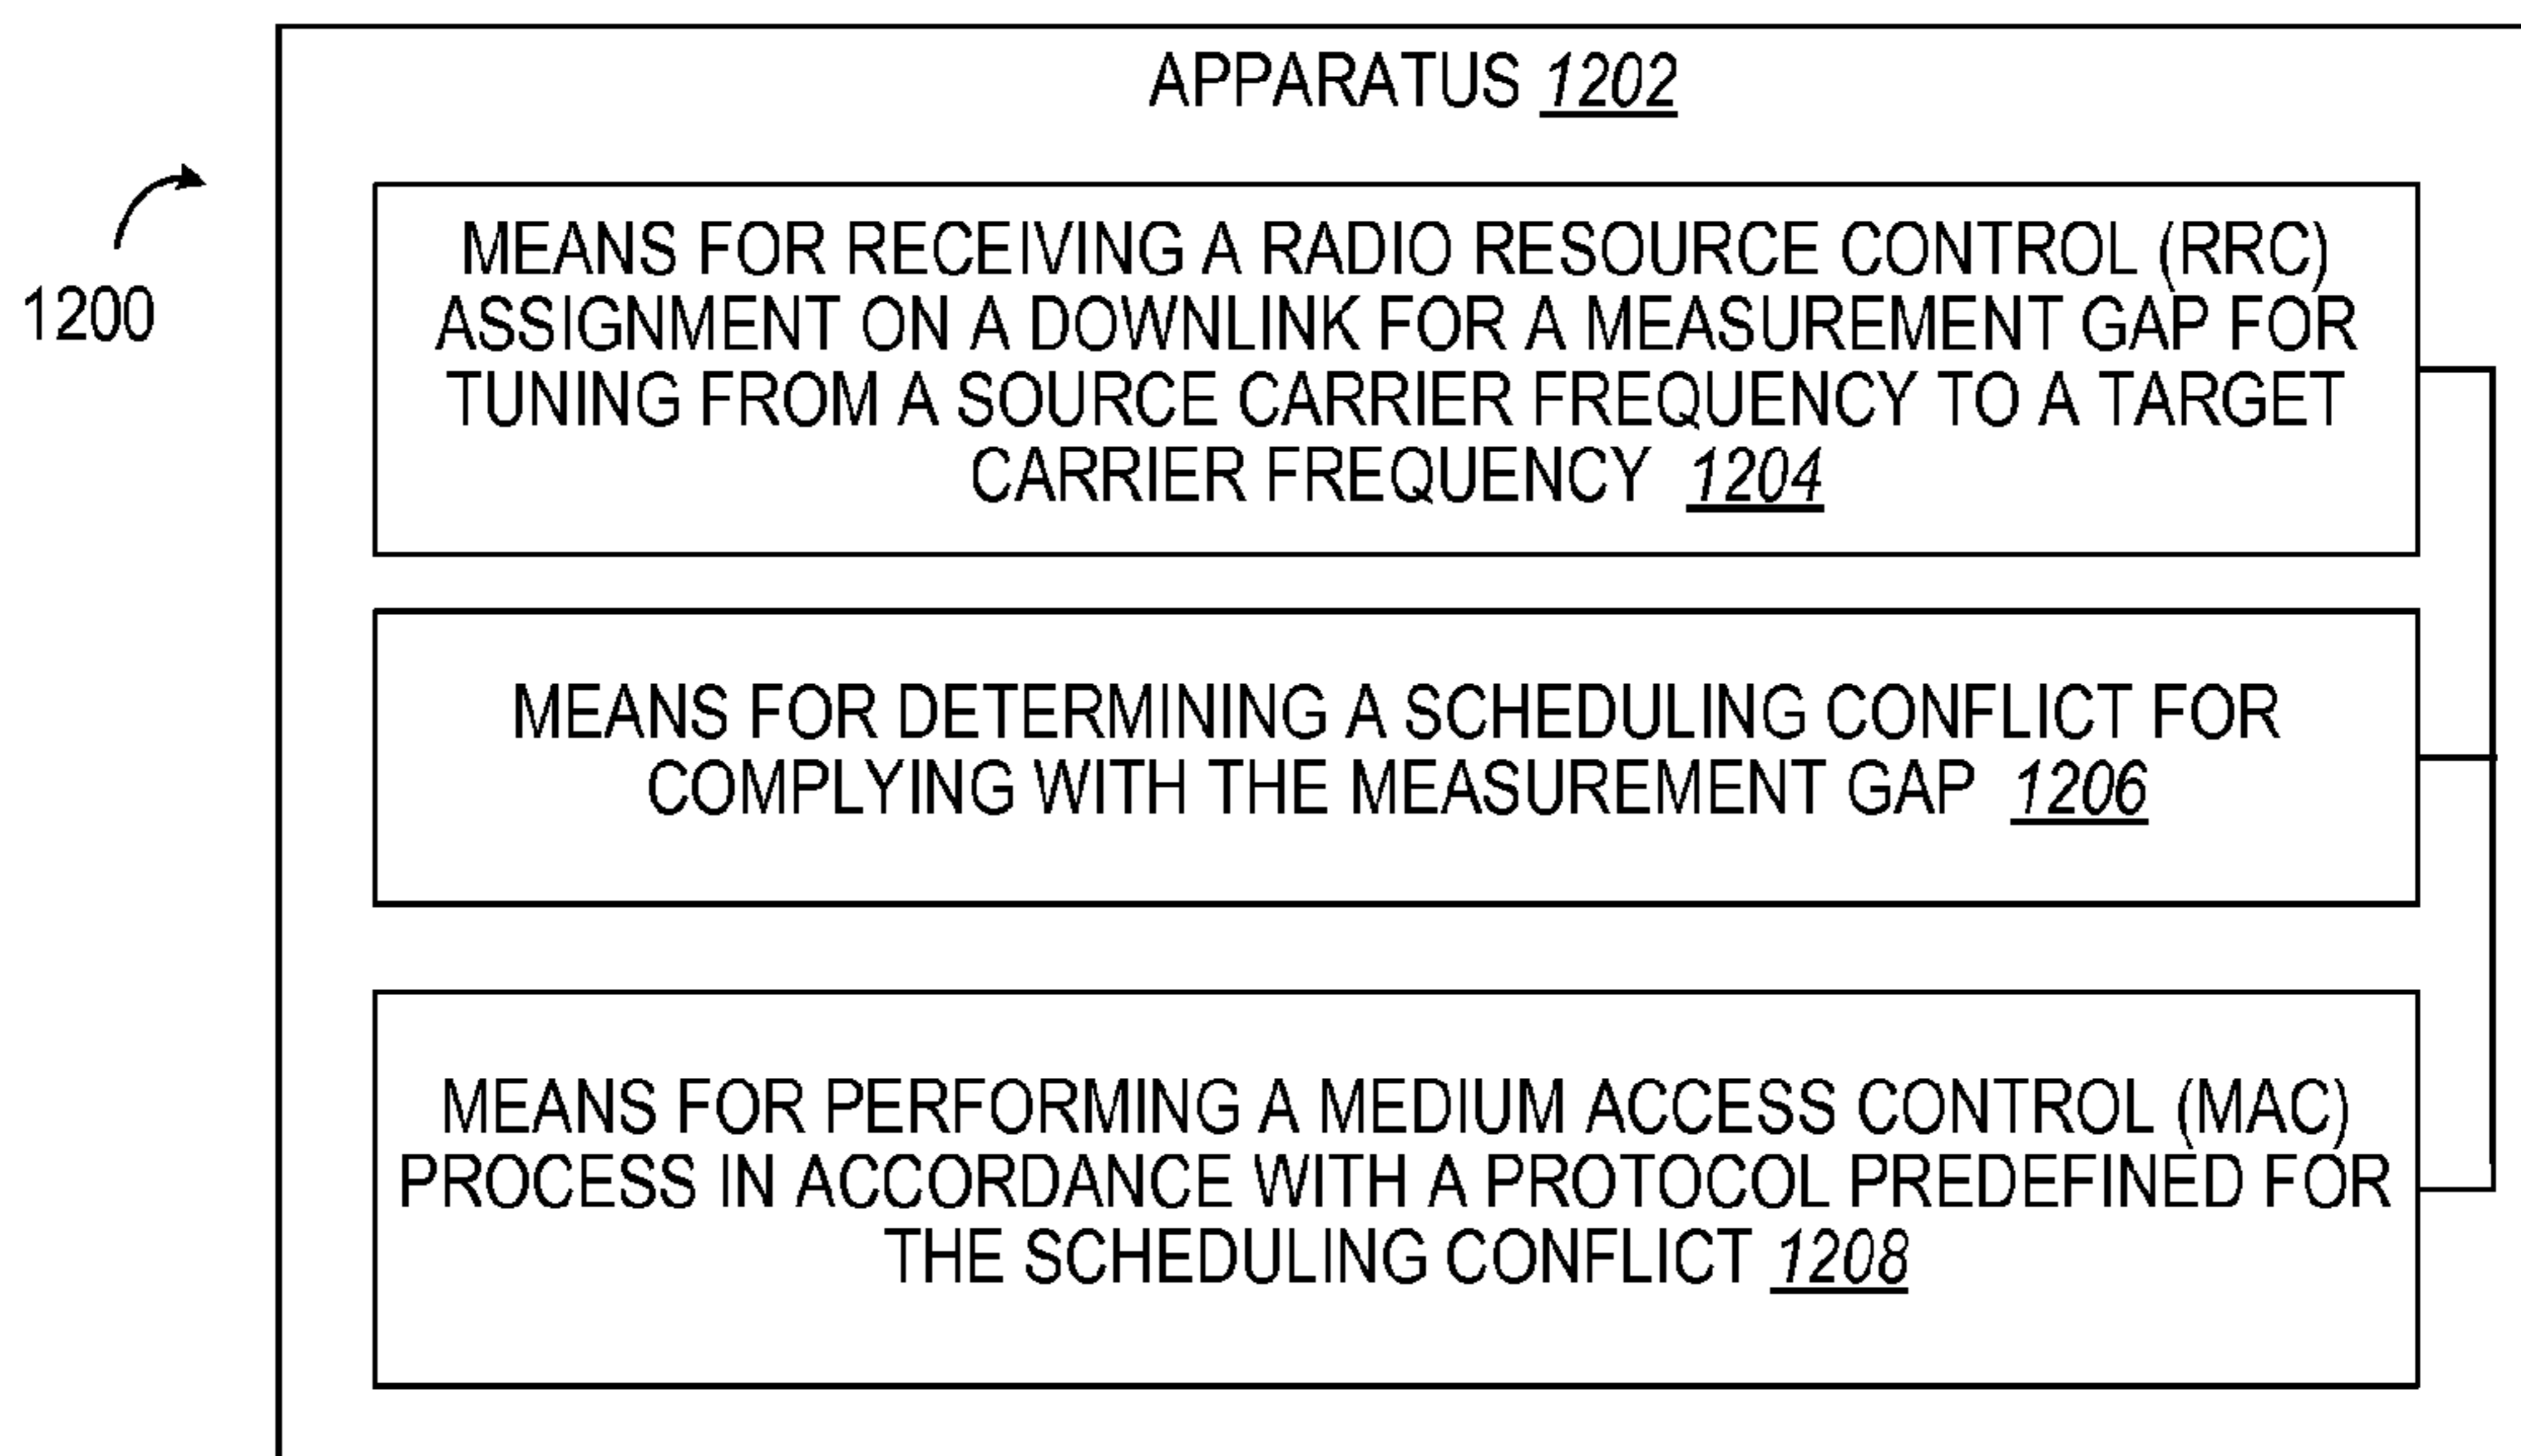 APPARATUS 1202
MEANS FOR RECEIVING A RADIO RESOURCE CONTROL (RRC)
ASSIGNMENT ON A DOWNLINK FOR A MEASUREMENT GAP FOR
TUNING FROM A SOURCE CARRIER FREQUENCY TO A TARGET
CARRIER FREQUENCY 1204
1200
MEANS FOR DETERMINING A SCHEDULING CONFLICT FOR
COMPLYING WITH THE MEASUREMENT GAP 1206
MEANS FOR PERFORMING A MEDIUM ACCESS CONTROL (MAC)
PROCESS IN ACCORDANCE WITH A PROTOCOL PREDEFINED FOR
THE SCHEDULING CONFLICT 1208